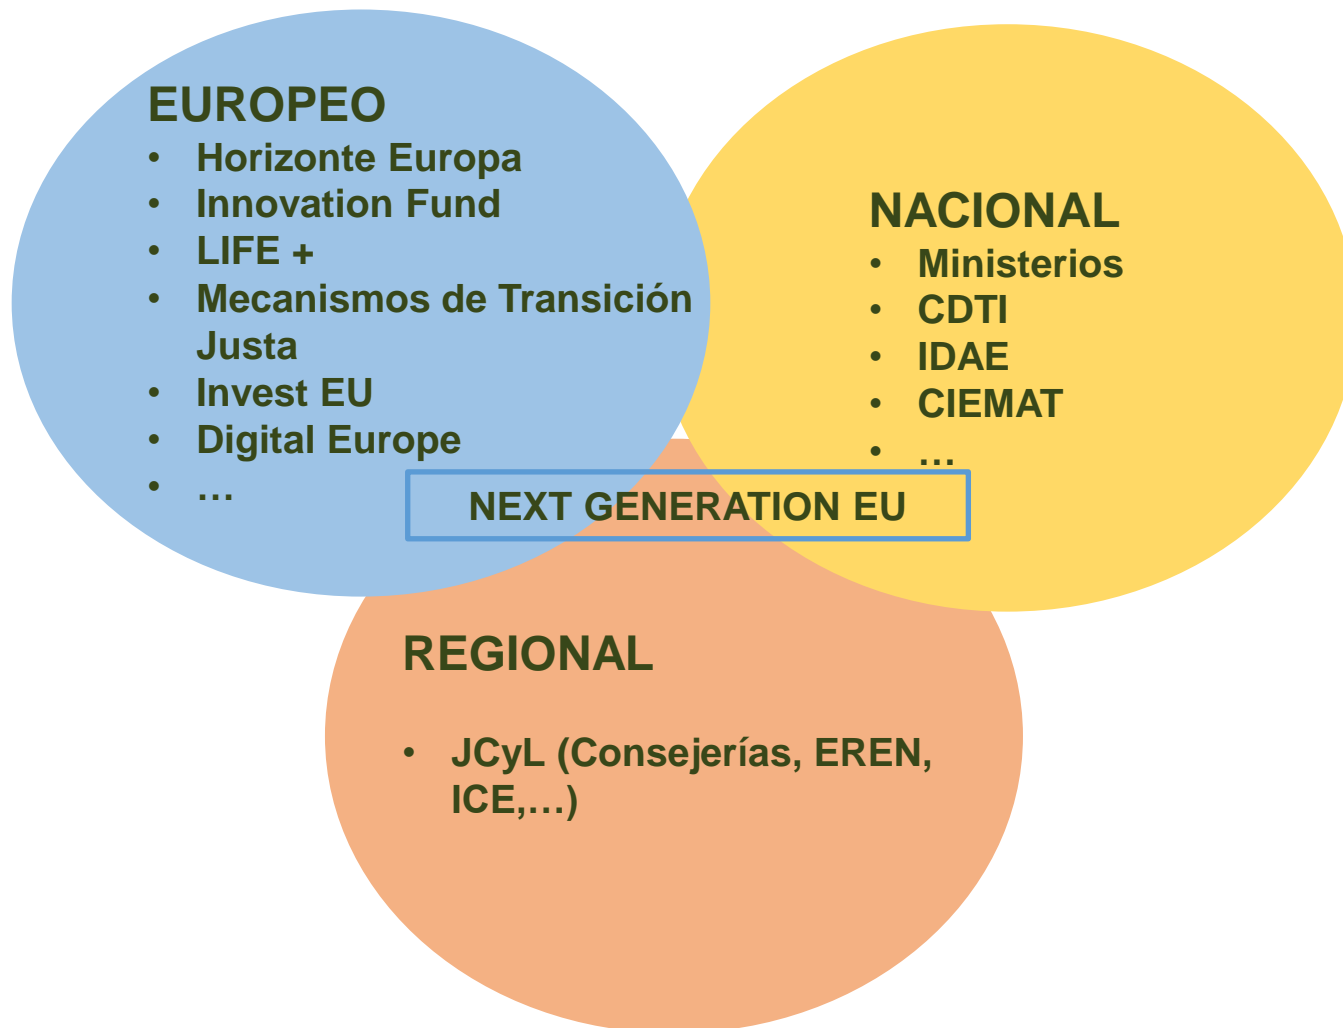 EUROPEO
• Horizonte Europa
• Innovation Fund
• LIFE +
• Mecanismos de Transición
Justa
• Invest EU
• Digital Europe
• …
NACIONAL
• Ministerios
• CDTI
• IDAE
• CIEMAT
• …
NEXT GENERATION EU
REGIONAL
• JCyL (Consejerías, EREN,
ICE,…)